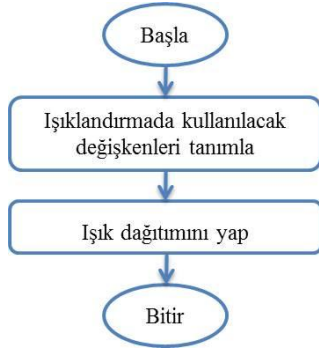 Başla
Işıklandırmada kullanılacak
değişkenleri tanımla
Işık dağıtımını yap
Bitir